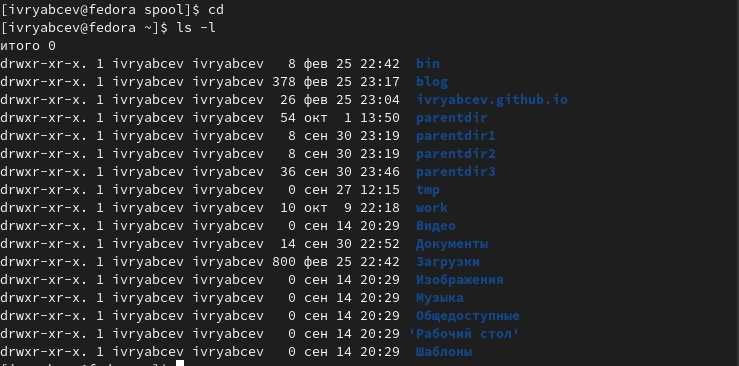 [ivryabcev@fedora spool]$ cd
[ivryabcev@fedora ~]$ ls -l
итого 0
drwxr-xr-x. 1 ivryabcev ivryabcev   8 фев 25 22:42  bin
drwxr-xr-x. 1 ivryabcev ivryabcev 378 фев 25 23:17  blog
drwxr-xr-x. 1 ivryabcev ivryabcev  26 фев 25 23:04  ivryabcev.github.io
drwxr-xr-x. 1 ivryabcev ivryabcev  54 окт  1 13:50  parentdir
drwxr-xr-x. 1 ivryabcev ivryabcev   8 сен 30 23:19  parentdir1
drwxr-xr-x. 1 ivryabcev ivryabcev   8 сен 30 23:19  parentdir2
drwxr-xr-x. 1 ivryabcev ivryabcev  36 сен 30 23:46  parentdir3
drwxr-xr-x. 1 ivryabcev ivryabcev   0 сен 27 12:15  tmp
drwxr-xr-x. 1 ivryabcev ivryabcev  10 окт  9 22:18  work
drwxr-xr-x. 1 ivryabcev ivryabcev   0 сен 14 20:29  Видео
drwxr-xr-x. 1 ivryabcev ivryabcev  14 сен 30 22:52  Документы
drwxr-xr-x. 1 ivryabcev ivryabcev 800 фев 25 22:42  Загрузки
drwxr-xr-x. 1 ivryabcev ivryabcev   0 сен 14 20:29  Изображения
drwxr-xr-x. 1 ivryabcev ivryabcev   0 сен 14 20:29  Музыка
drwxr-xr-x. 1 ivryabcev ivryabcev   0 сен 14 20:29  Общедоступные
drwxr-xr-x. 1 ivryabcev ivryabcev   0 сен 14 20:29 'Рабочий стол'
drwxr-xr-x. 1 ivryabcev ivryabcev   0 сен 14 20:29  Шаблоны